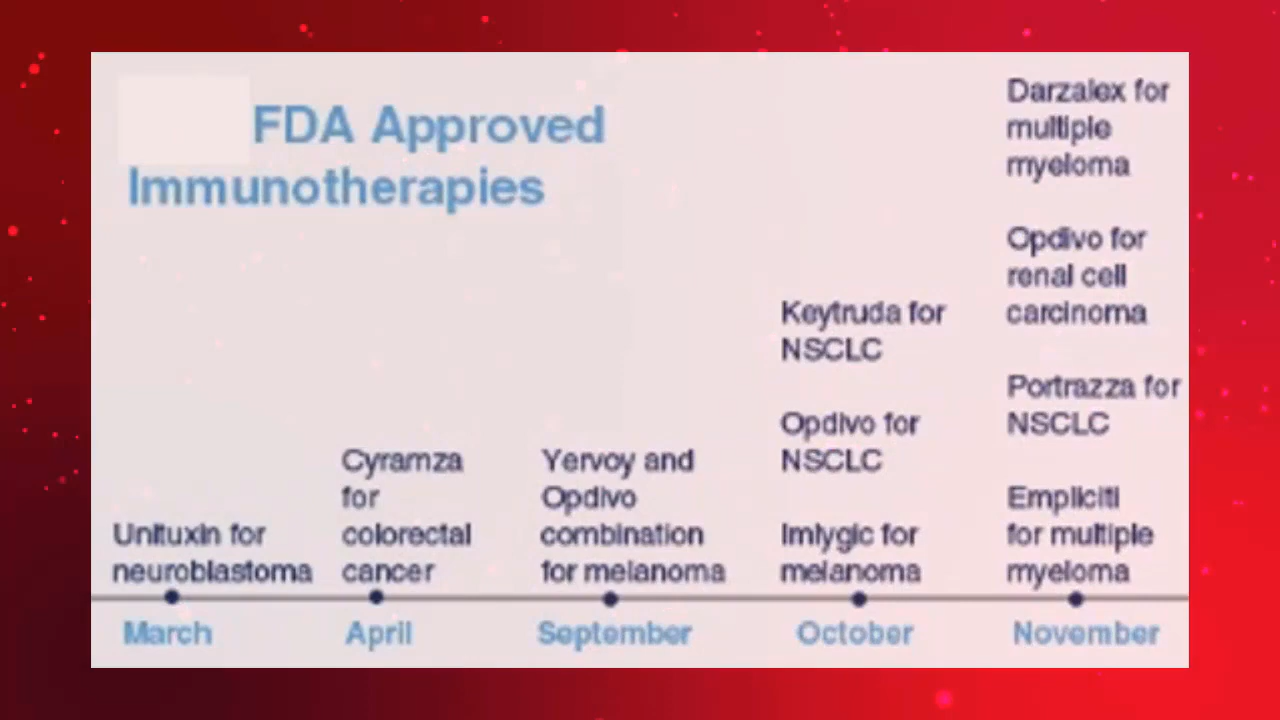 FDA Approved
Immunotherapies
Unituxin for
neuroblastoma
March
Cyramza
for
colorectal
cancer
April
Yervoy and
Opdivo
combination
for melanoma
September
Keytruda for
NSCLC
Opdivo for
NSCLC
Imlygic for
melanoma
October
Darzalex for
multiple
myeloma
Opdivo for
renal cell
carcinoma
Portrazza for
NSCLC
Empliciti
for multiple
myeloma
November